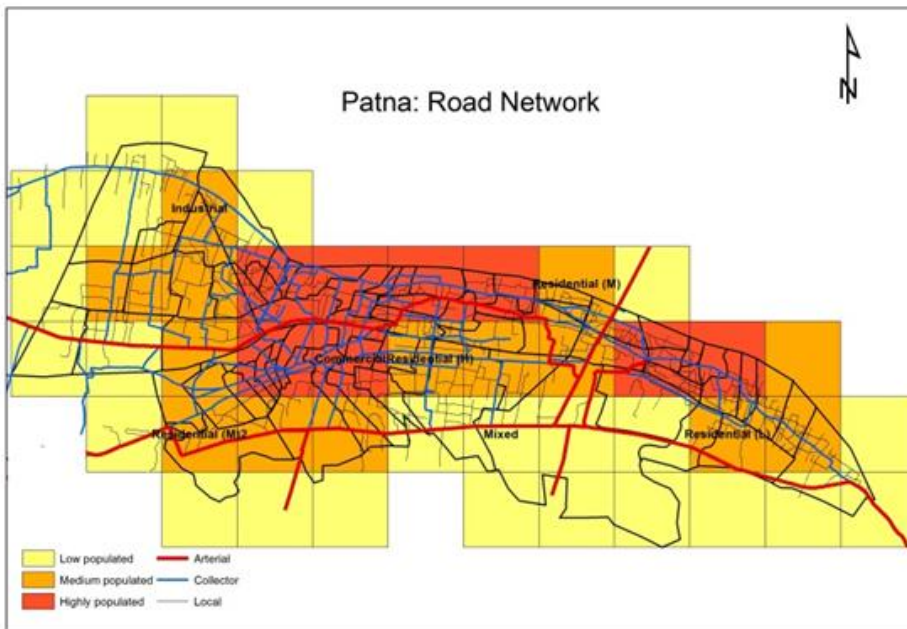 N
Patna: Road Network
Industrial
Residential (M)
Commercial Residential (H)
Residential (M)2
Mixed
Residential (L)
Low populated
Arterial
Medium populated
Collector
Highly populated
Local